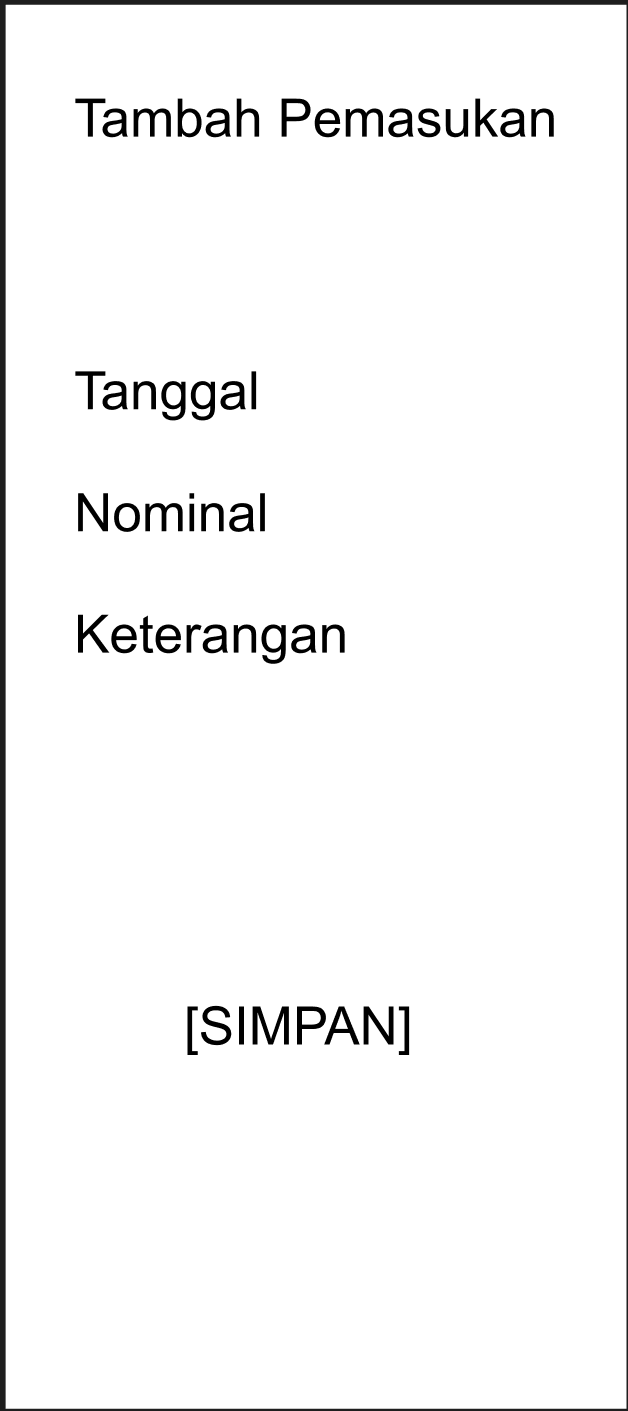 Tambah Pemasukan
Tanggal
Nominal
Keterangan
[SIMPAN]